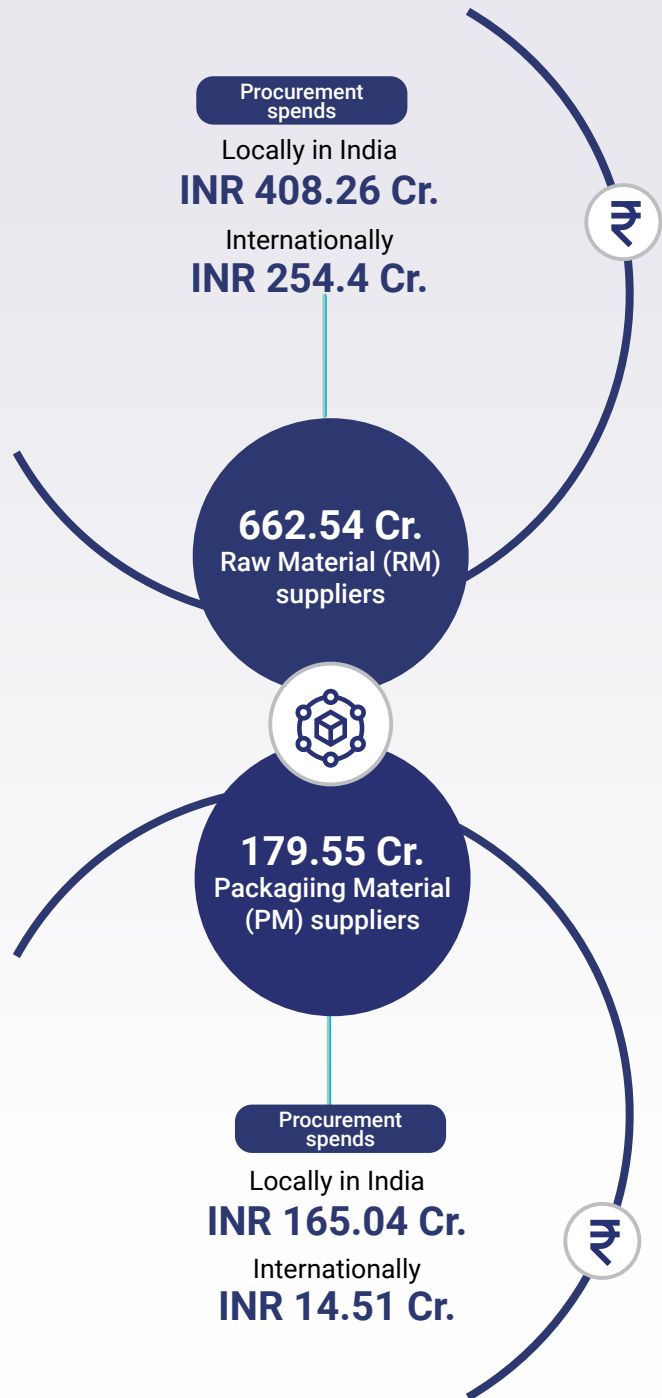 Procurement
spends
Locally in India
INR 408.26 Cr.
Internationally
INR 254.4 Cr.
₹
662.54 Cr.
Raw Material (RM)
suppliers
179.55 Cr.
Packagiing Material
(PM) suppliers
Procurement
spends
Locally in India
INR 165.04 Cr.
₹
Internationally
INR 14.51 Cr.